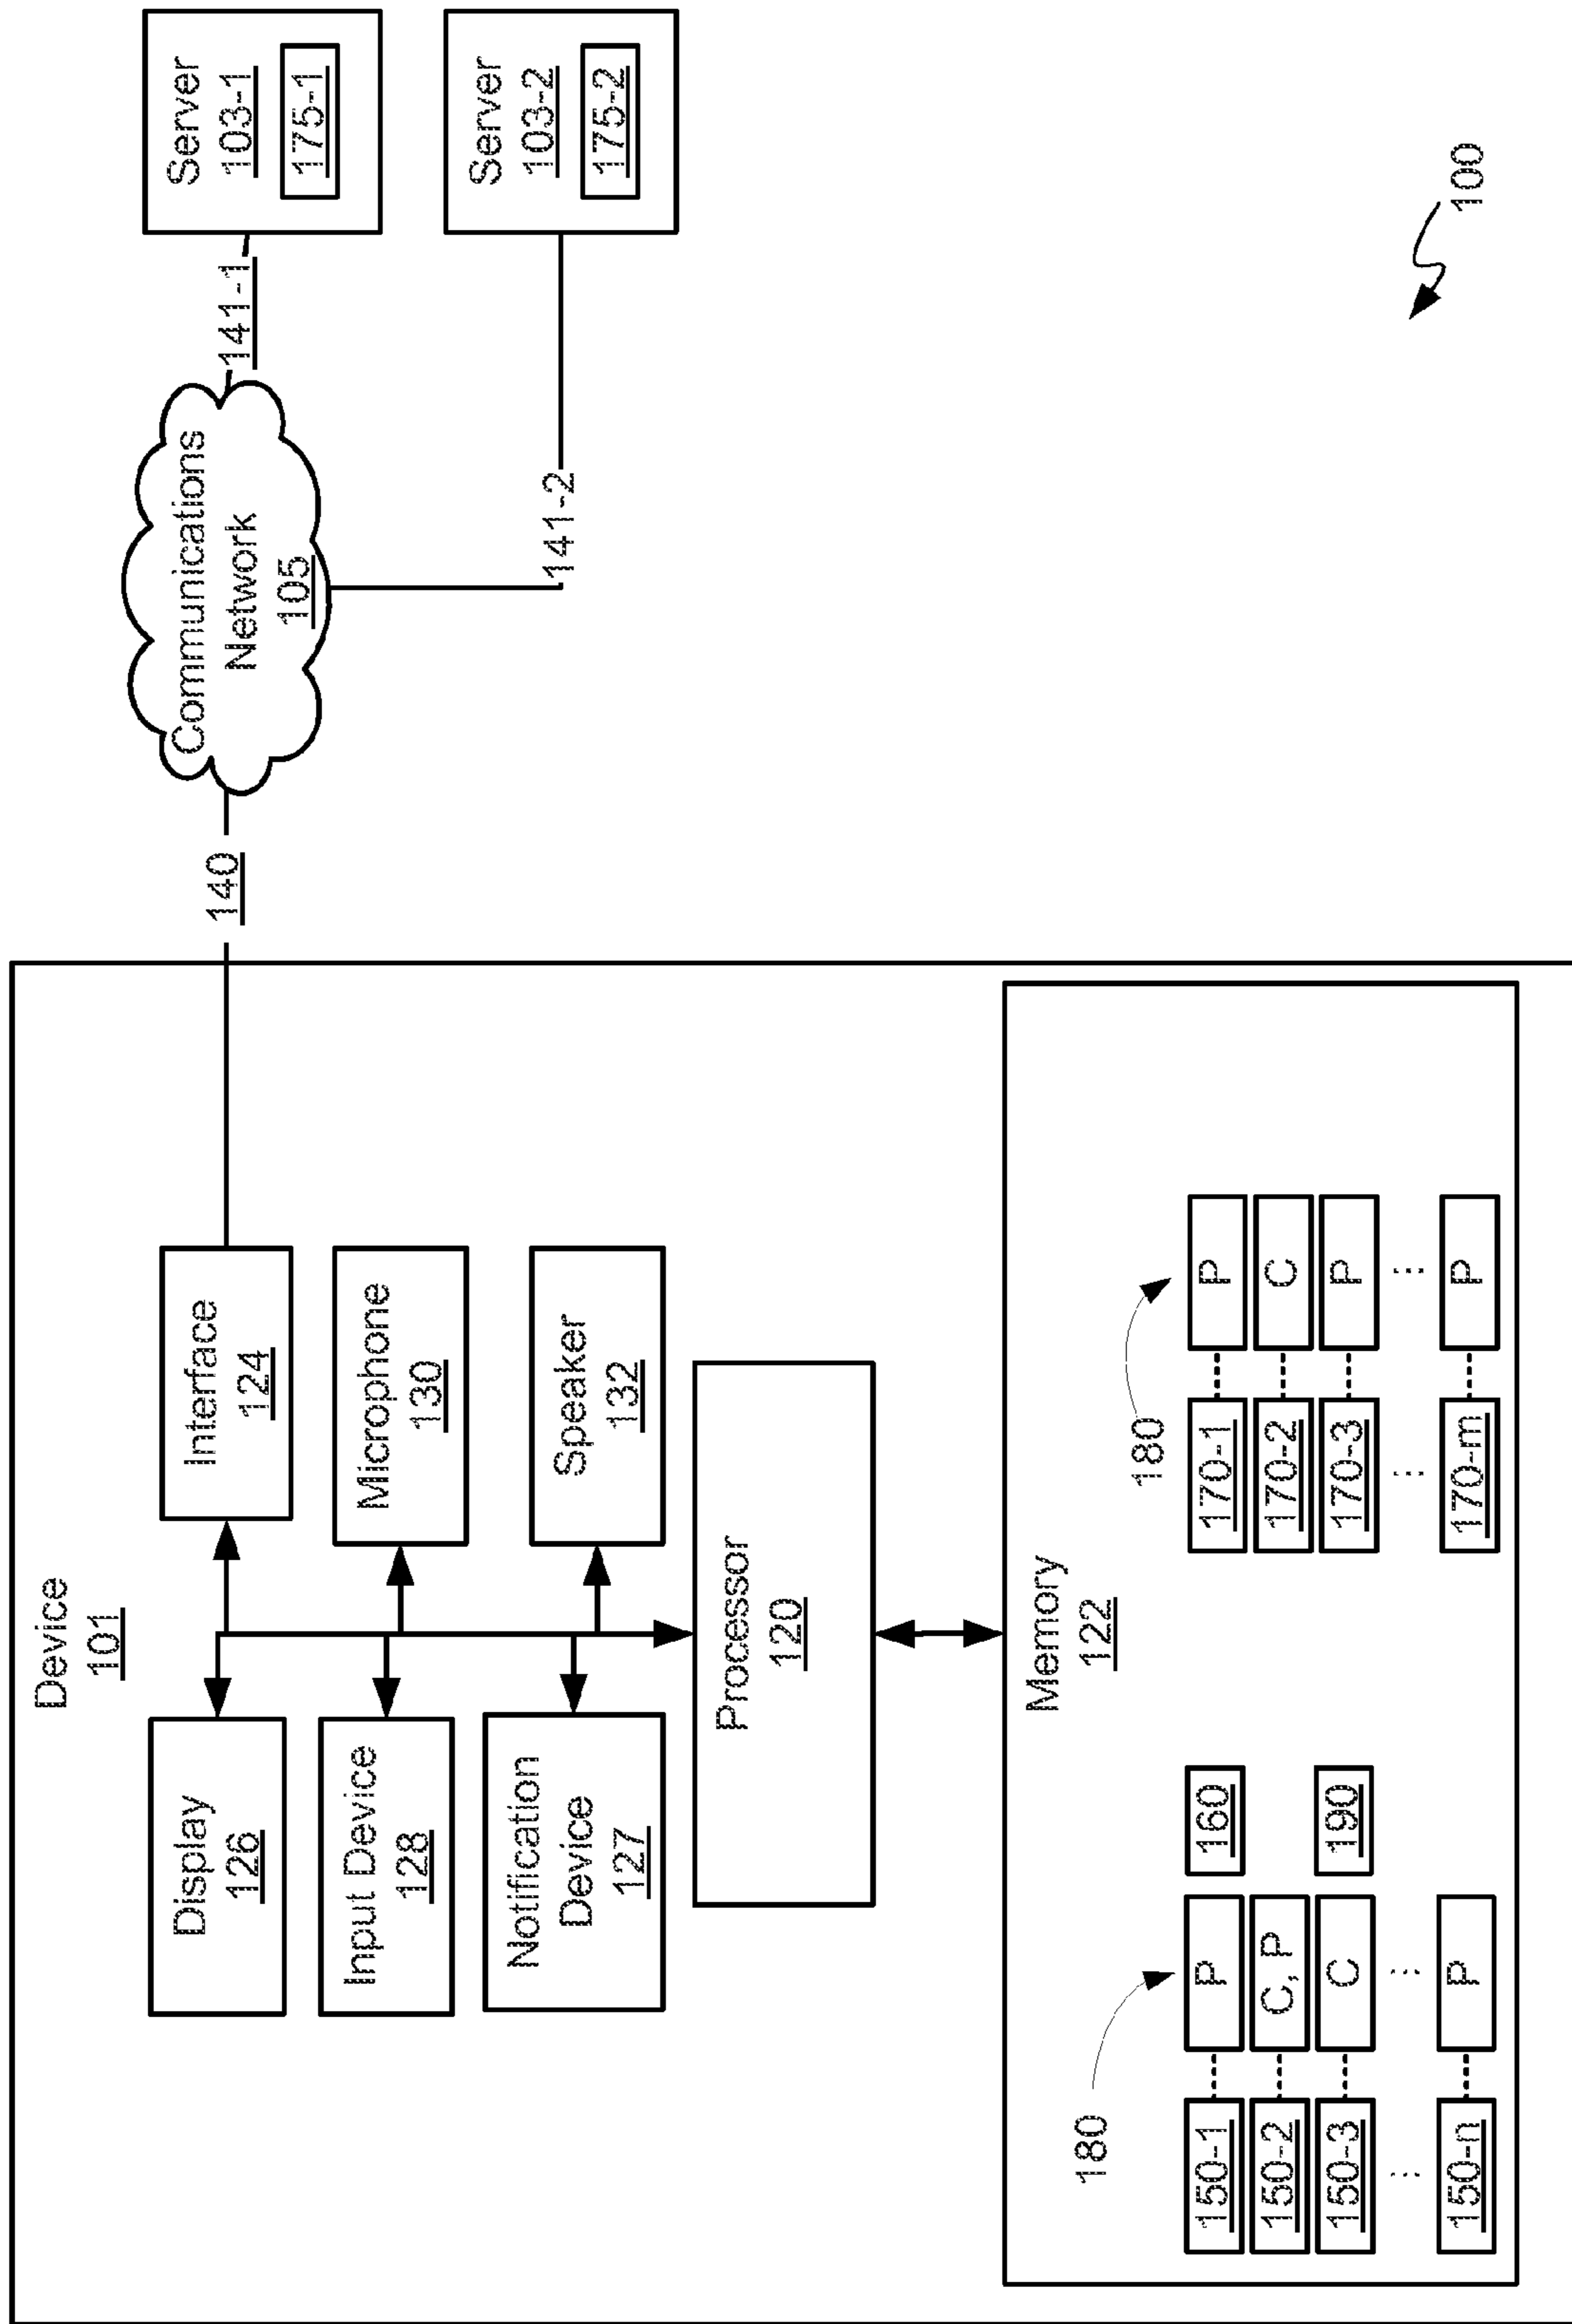 Device
101
Display
126
Interface
124
140
Communications
Network
105
141-1
Server
103-1
175-1
Input Device
128
Microphone
130
141-2
Server
103-2
175-2
Notification
Device
127
Speaker
132
Processor
120
Memory
122
180
180
150-1
P
160
170-1
P
150-2
C, P
170-2
C
150-3
C
190
170-3
P
...
...
...
...
150-n
P
170-m
P
100